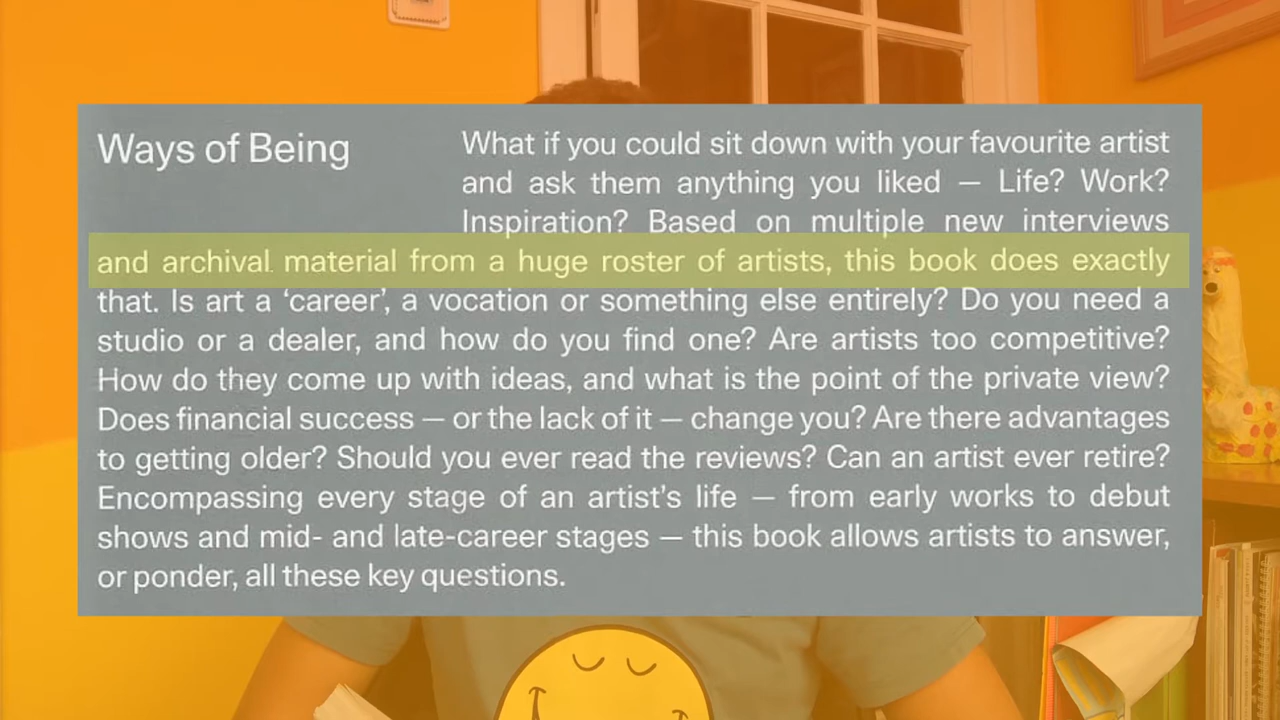 Ways of Being
What if you could sit down with your favourite artist
and ask them anything you liked — Life? Work?
Inspiration? Based on multiple new interviews
and archival material from a huge roster of artists, this book does exactly
that. Is art a ‘career’, a vocation or something else entirely? Do you need a
studio or a dealer, and how do you find one? Are artists too competitive?
How do they come up with ideas, and what is the point of the private view?
Does financial success — or the lack of it — change you? Are there advantages
to getting older? Should you ever read the reviews? Can an artist ever retire?
Encompassing every stage of an artist’s life — from early works to debut
shows and mid- and late-career stages — this book allows artists to answer,
or ponder, all these key questions.